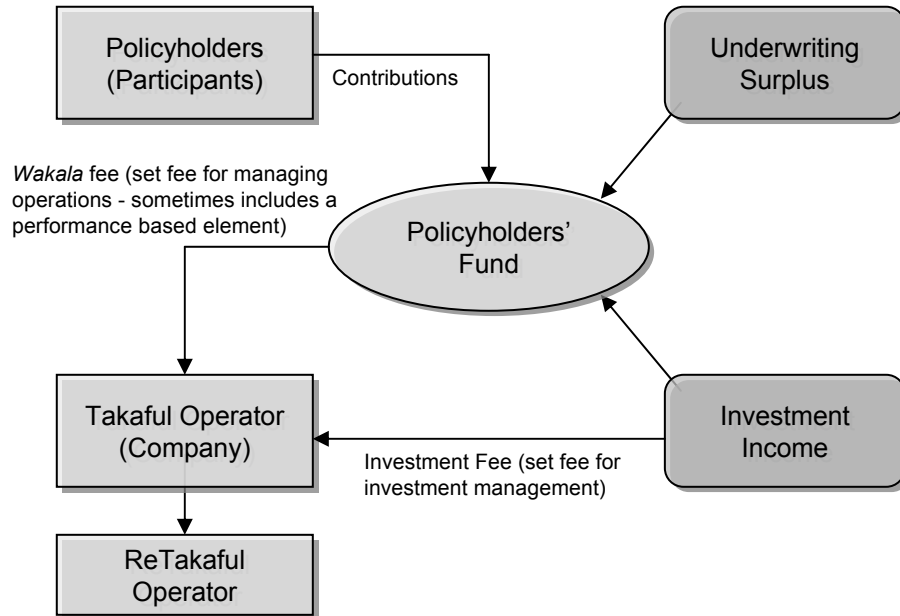 Policyholders
(Participants)
Contributions
Underwriting
Surplus
Wakala fee (set fee for managing
operations - sometimes includes a
performance based element)
Policyholders’
Fund
Takaful Operator
(Company)
Investment Fee (set fee for
investment management)
Investment
Income
ReTakaful
Operator